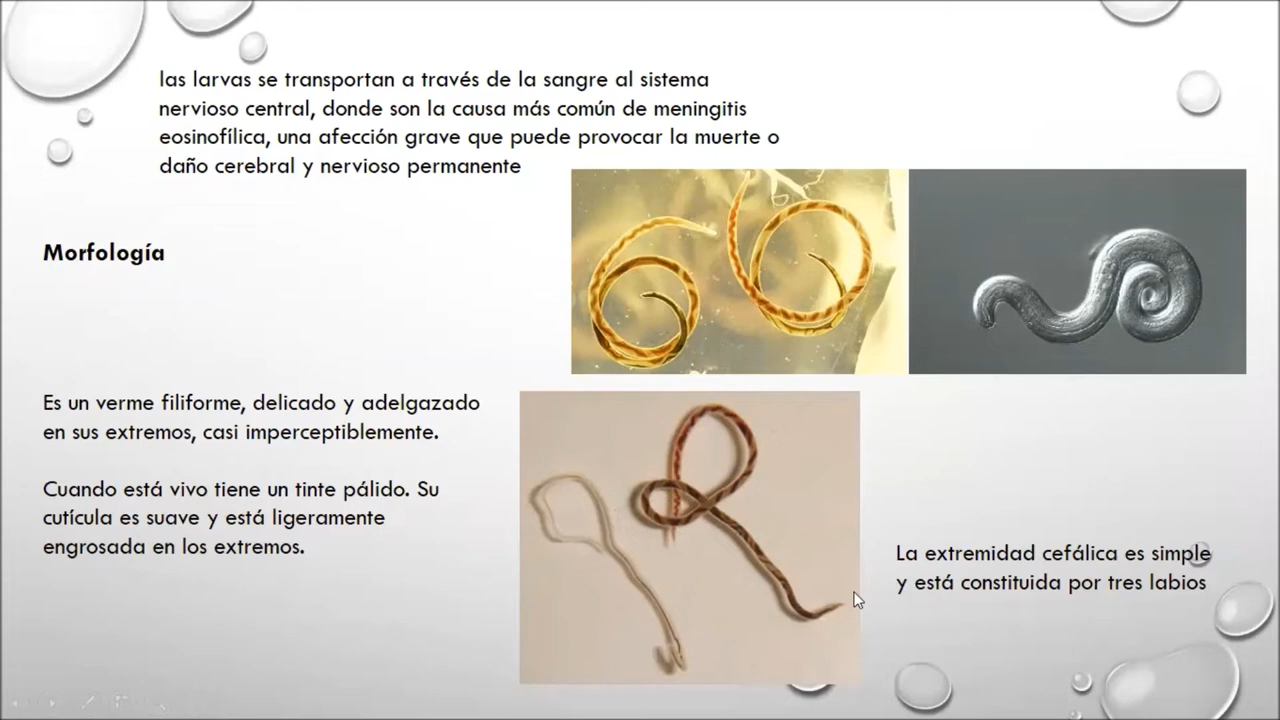 las larvas se transportan a través de la sangre al sistema
nervioso central, donde son la causa más común de meningitis
eosinofílica, una afección grave que puede provocar la muerte o
daño cerebral y nervioso permanente
Morfología
Es un verme filiforme, delicado y adelgazado
en sus extremos, casi imperceptiblemente.
Cuando está vivo tiene un tinte pálido. Su
cutícula es suave y está ligeramente
engrosada en los extremos.
La extremidad cefálica es simple
y está constituida por tres labios